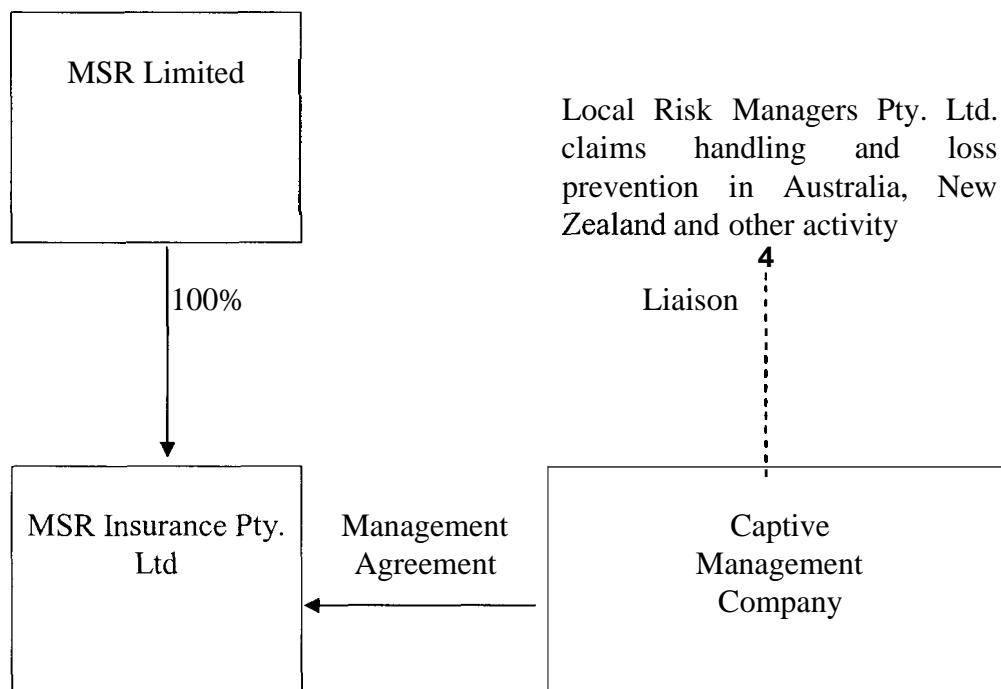 MSR Limited
Local Risk Managers Pty. Ltd.
claims handling and loss
prevention in Australia, New
Zealand and other activity
4
100%
Liaison
MSR Insurance Pty.
Ltd
Management
Agreement
Captive
Management
Company